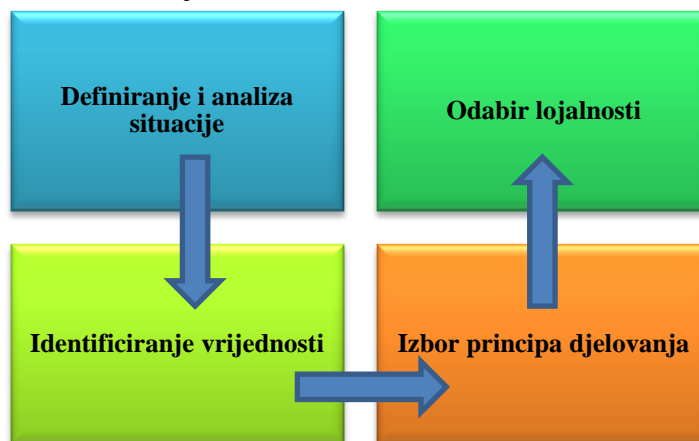 Definiranje i analiza
situacije
Odabir lojalnosti
Identificiranje vrijednosti
Izbor principa djelovanja